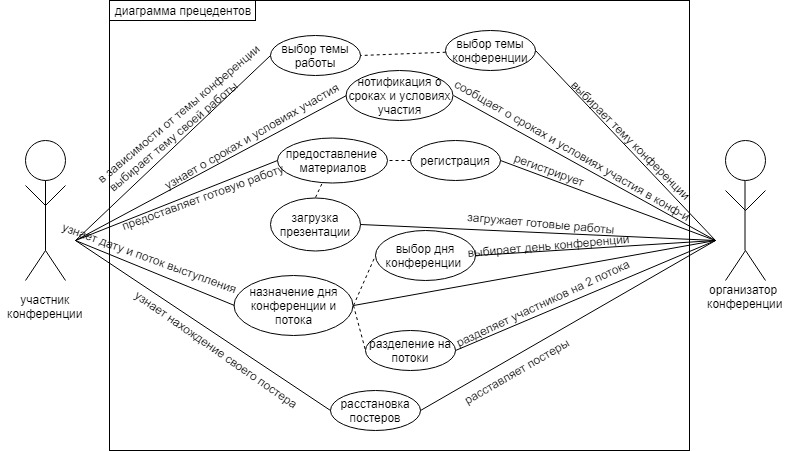 диаграмма прецедентов
выбор темы
работы
выбор темы
конференции
в зависимости от темы конференции
выбирает тему своей работы
нотификация о
сроках и условиях
участия
узнает о сроках и условиях участия
сообщает о сроках и условиях участия в конф-и
выбирает тему конференции
предоставление
материалов
регистрация
регистрирует
предоставляет готовую работу
загрузка
презентации
загружает готовые работы
выбор дня
конференции
выбирает день конференции
узнает дату и поток выступления
назначение дня
конференции и
потока
разделение на
потоки
разделяет участников на 2 потока
узнает нахождение своего постера
расстановка
постеров
расставляет постеры
участник
конференции
организатор
конференции